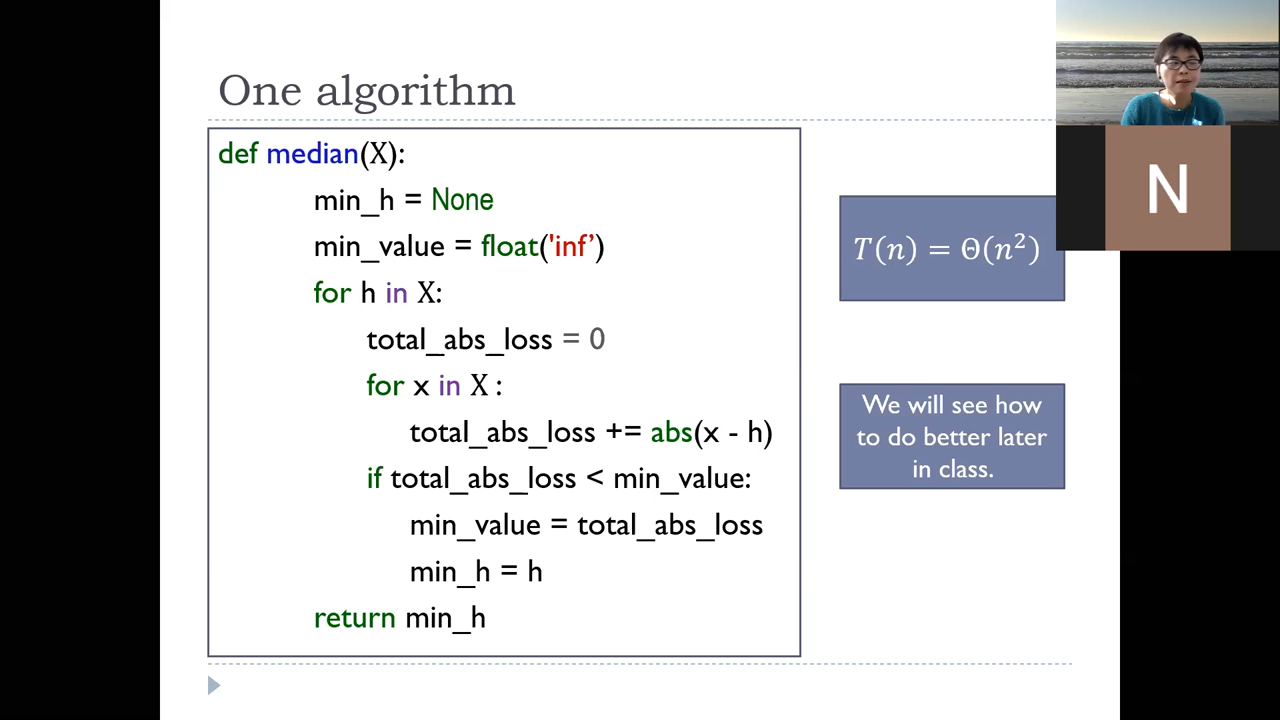 One algorithm
def median(X):
min_h = None
min_value = float('inf’)
for h in X:
total_abs_loss = 0
for x in X :
total_abs_loss += abs(x - h)
if total_abs_loss < min_value:
min_value = total_abs_loss
min_h = h
return min_h
T(n) = Θ(n²)
We will see how
to do better later
in class.
N